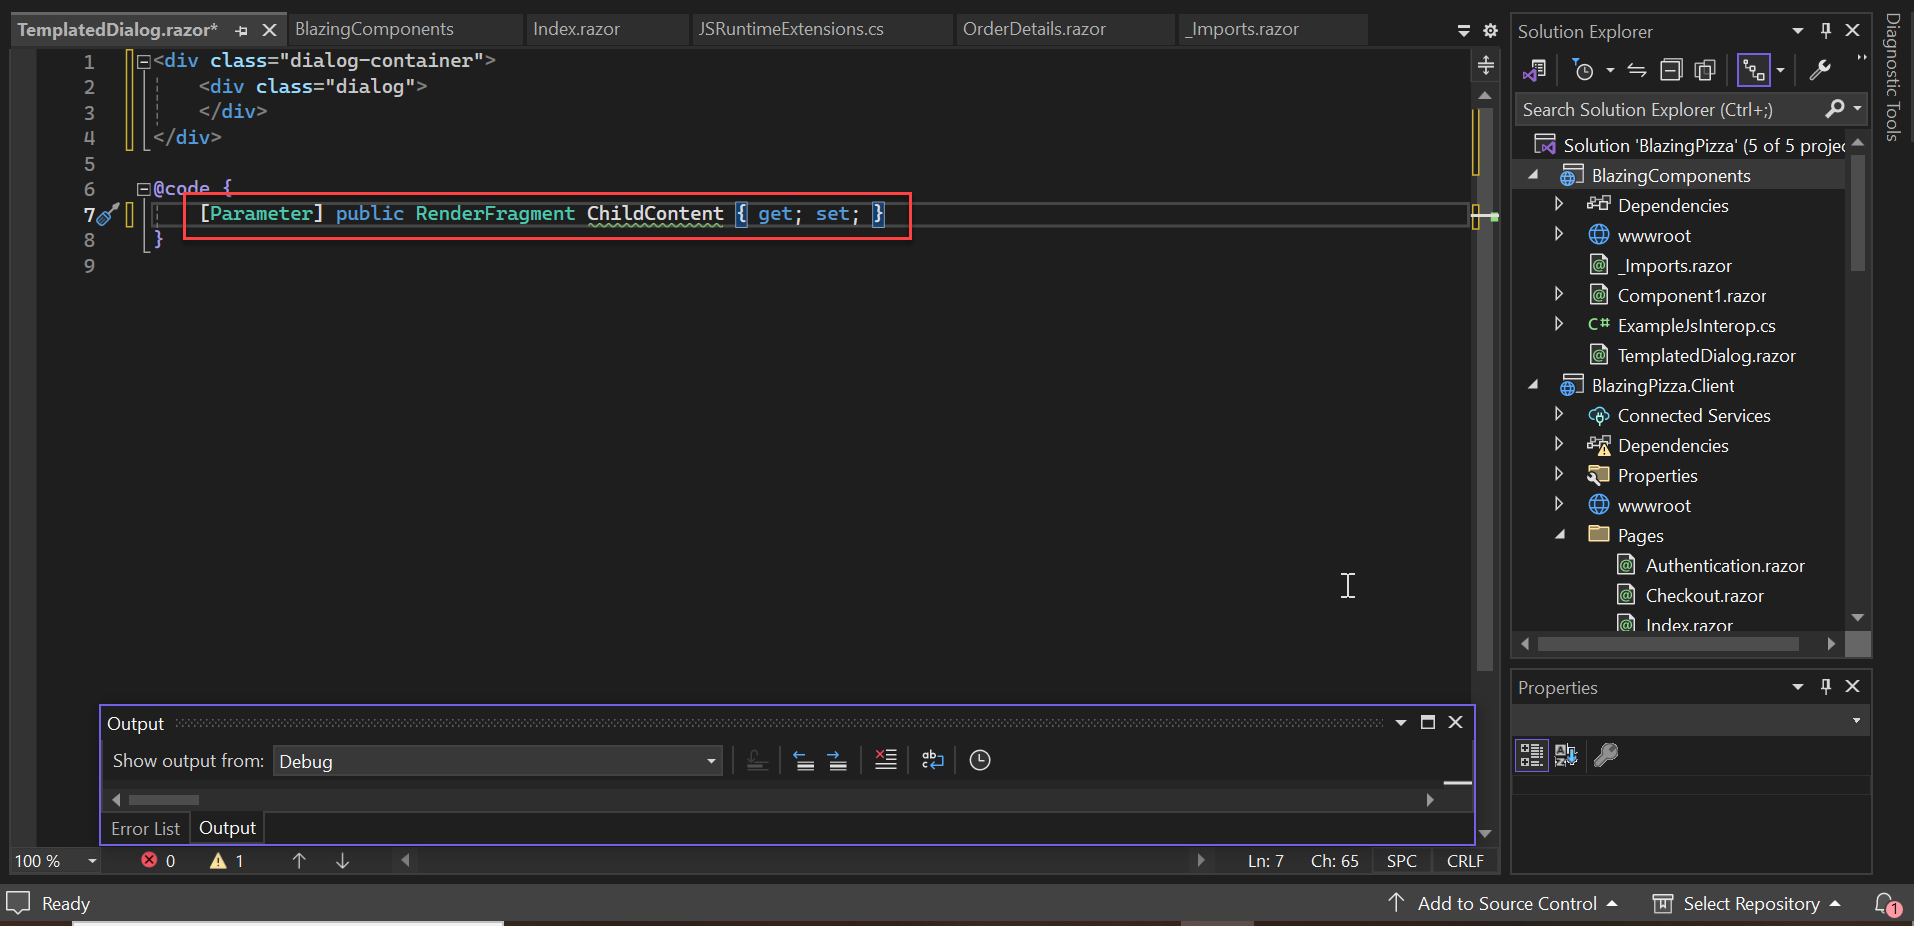 TemplatedDialog.razor* BlazingComponents Index.razor JSRuntimeExtensions.cs OrderDetails.razor _Imports.razor
1 <div class="dialog-container">
2 <div class="dialog">
3 </div>
4 </div>
5
6 @code {
7 [Parameter] public RenderFragment ChildContent { get; set; }
8 }
9
Output
Show output from: Debug
Error List Output
100 % 0 1 Ln: 7 Ch: 65 SPC CRLF
Solution Explorer
Search Solution Explorer (Ctrl+;)
Solution 'BlazingPizza' (5 of 5 projec
BlazingComponents
Dependencies
wwwroot
_Imports.razor
Component1.razor
C# ExampleJsInterop.cs
TemplatedDialog.razor
BlazingPizza.Client
Connected Services
Dependencies
Properties
wwwroot
Pages
Authentication.razor
Checkout.razor
Index.razor
Properties
Diagnostic Tools
Ready Add to Source Control Select Repository 1